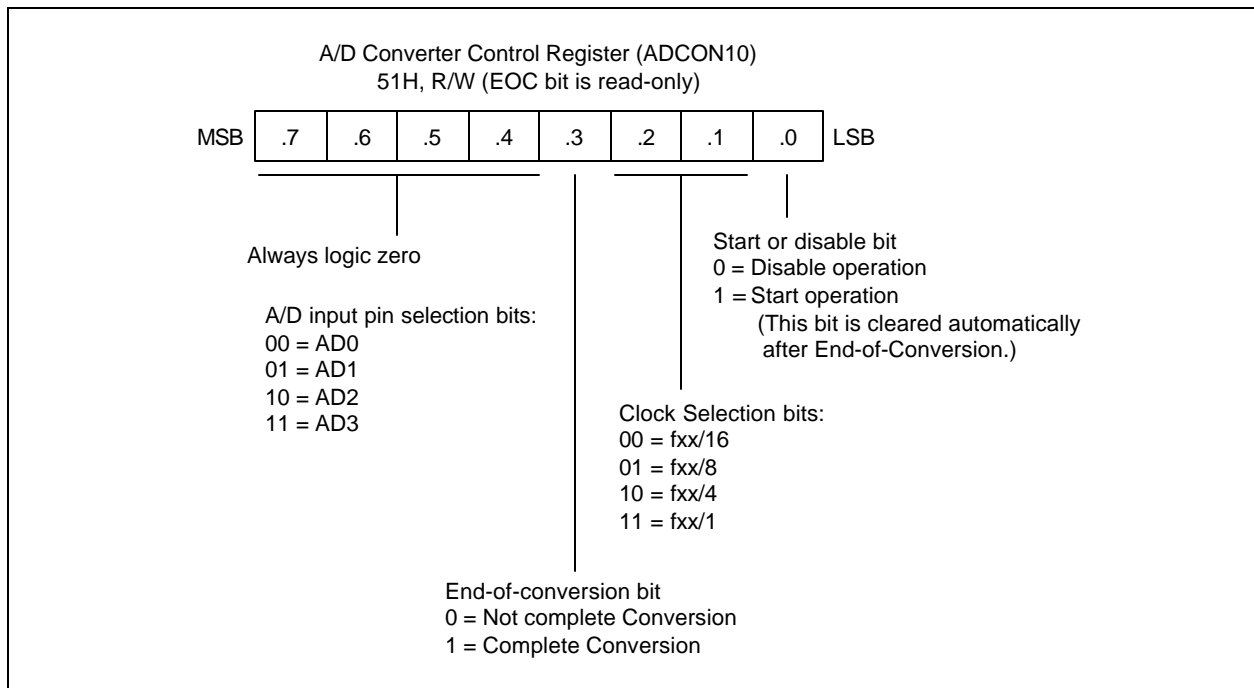 A/D Converter Control Register (ADCON10)
51H, R/W (EOC bit is read-only)
MSB .7 .6 .5 .4 .3 .2 .1 .0 LSB
Always logic zero
A/D input pin selection bits:
00 = AD0
01 = AD1
10 = AD2
11 = AD3
Start or disable bit
0 = Disable operation
1 = Start operation
(This bit is cleared automatically
after End-of-Conversion.)
Clock Selection bits:
00 = fxx/16
01 = fxx/8
10 = fxx/4
11 = fxx/1
End-of-conversion bit
0 = Not complete Conversion
1 = Complete Conversion